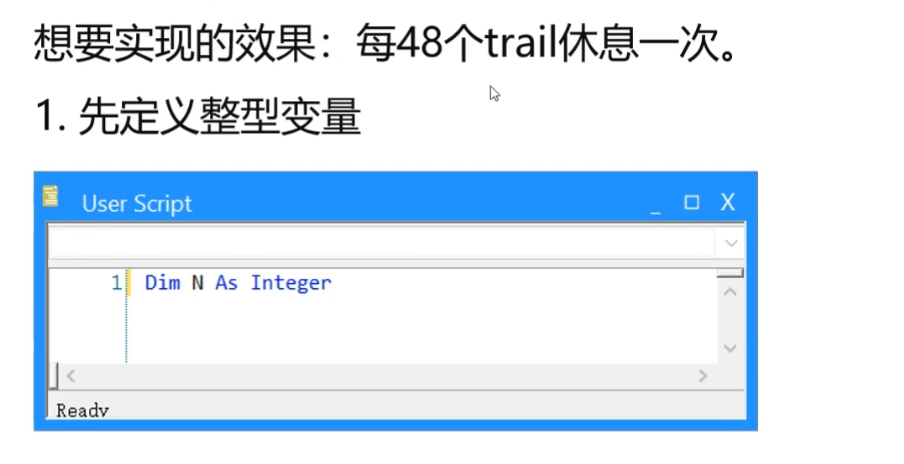 想要实现的效果：每48个trail休息一次。
1. 先定义整型变量
User Script
1 Dim N As Integer
Ready